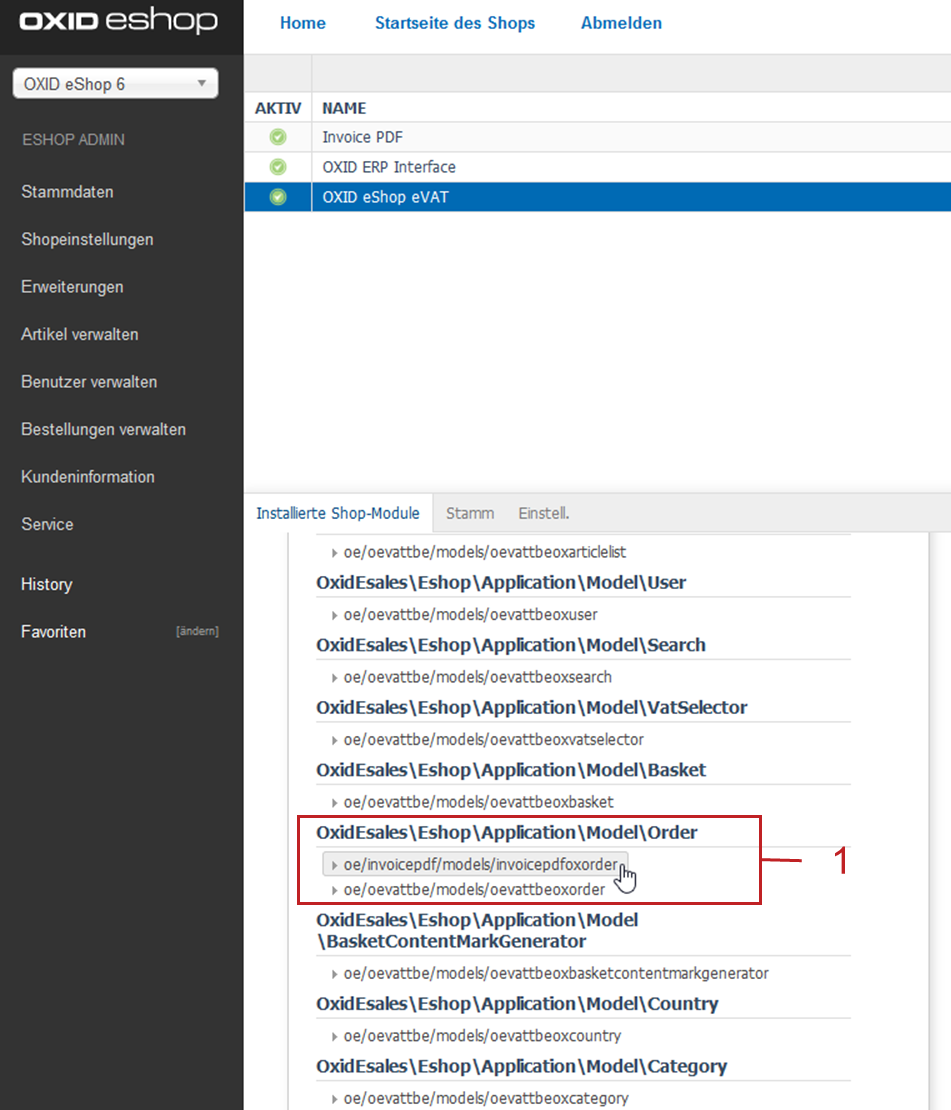 OXID eshop
Home Startseite des Shops Abmelden
OXID eShop 6
ESHOP ADMIN
Stammdaten
Shopeinstellungen
Erweiterungen
Artikel verwalten
Benutzer verwalten
Bestellungen verwalten
Kundeninformation
Service
History
Favoriten [ändern]
AKTIV NAME
Invoice PDF
OXID ERP Interface
OXID eShop eVAT
Installierte Shop-Module Stamm Einstell.
oe/oevattbe/models/oevattbeoxarticlelist
OxidEsales\Eshop\Application\Model\User
oe/oevattbe/models/oevattbeoxuser
OxidEsales\Eshop\Application\Model\Search
oe/oevattbe/models/oevattbeoxsearch
OxidEsales\Eshop\Application\Model\VatSelector
oe/oevattbe/models/oevattbeoxvatselector
OxidEsales\Eshop\Application\Model\Basket
oe/oevattbe/models/oevattbeoxbasket
OxidEsales\Eshop\Application\Model\Order
oe/invoicepdf/models/invoicepdfoxorder
1
oe/oevattbe/models/oevattbeoxorder
OxidEsales\Eshop\Application\Model
\BasketContentMarkGenerator
oe/oevattbe/models/oevattbeoxbasketcontentmarkgenerator
OxidEsales\Eshop\Application\Model\Country
oe/oevattbe/models/oevattbeoxcountry
OxidEsales\Eshop\Application\Model\Category
oe/oevattbe/models/oevattbeoxcategory